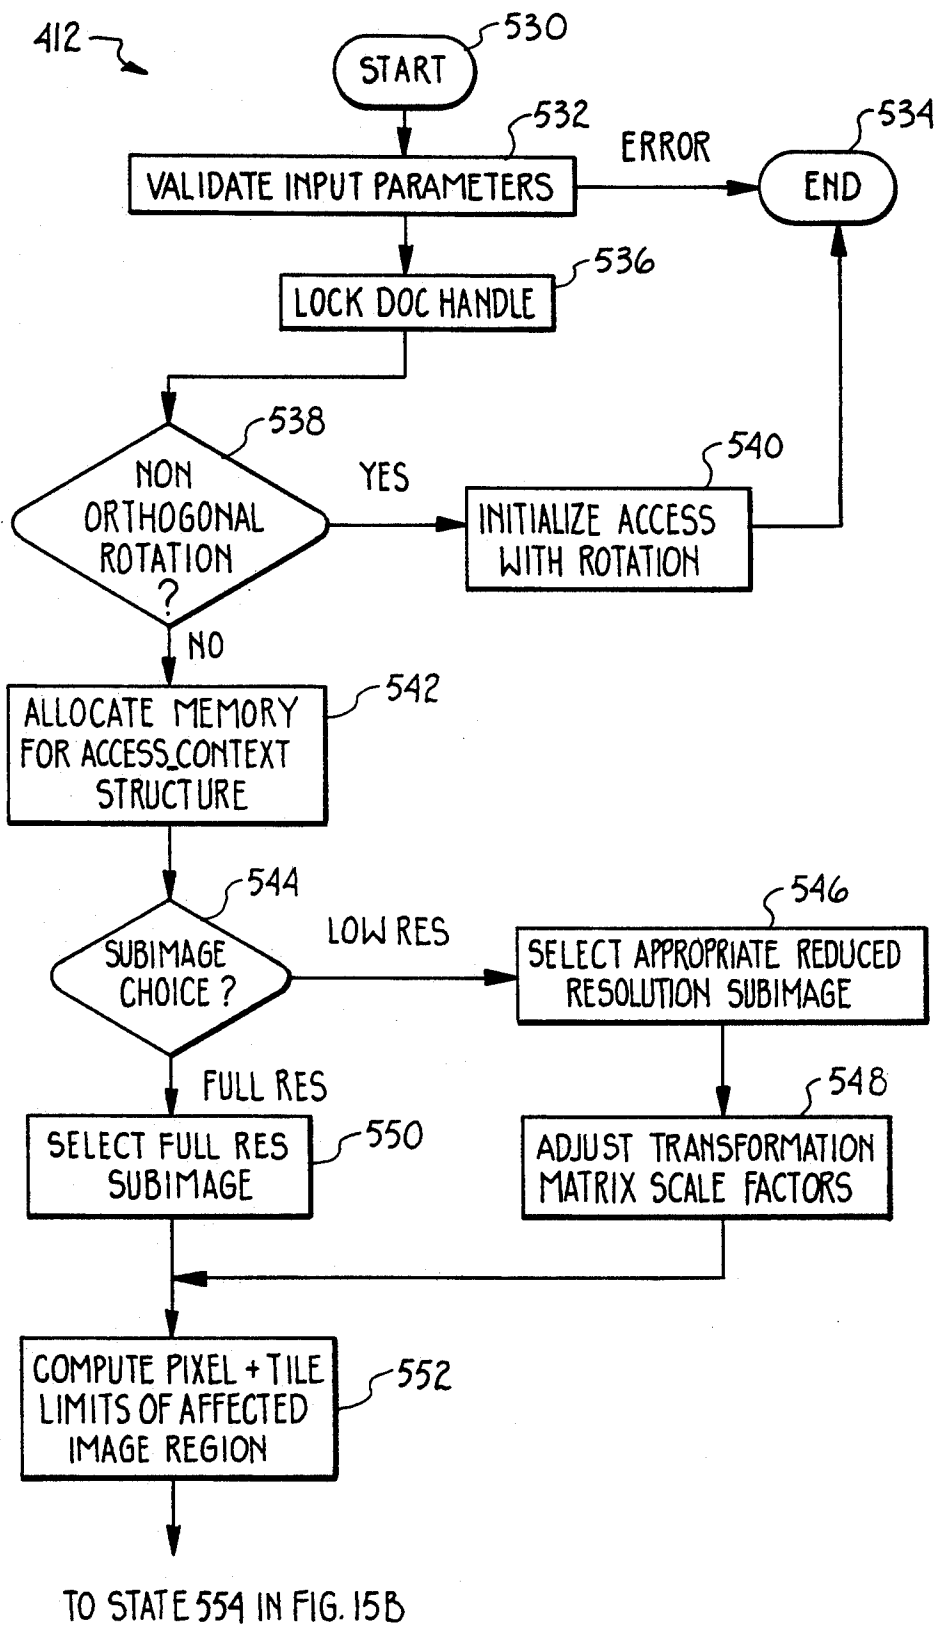 412
530
START
532
ERROR
534
VALIDATE INPUT PARAMETERS
END
536
LOCK DOC HANDLE
538
NON
ORTHOGONAL
ROTATION
?
YES
540
INITIALIZE ACCESS
WITH ROTATION
NO
542
ALLOCATE MEMORY
FOR ACCESS_CONTEXT
STRUCTURE
544
SUBIMAGE
CHOICE ?
LOW RES
546
SELECT APPROPRIATE REDUCED
RESOLUTION SUBIMAGE
FULL RES
548
ADJUST TRANSFORMATION
MATRIX SCALE FACTORS
550
SELECT FULL RES
SUBIMAGE
552
COMPUTE PIXEL + TILE
LIMITS OF AFFECTED
IMAGE REGION
TO STATE 554 IN FIG. 15B